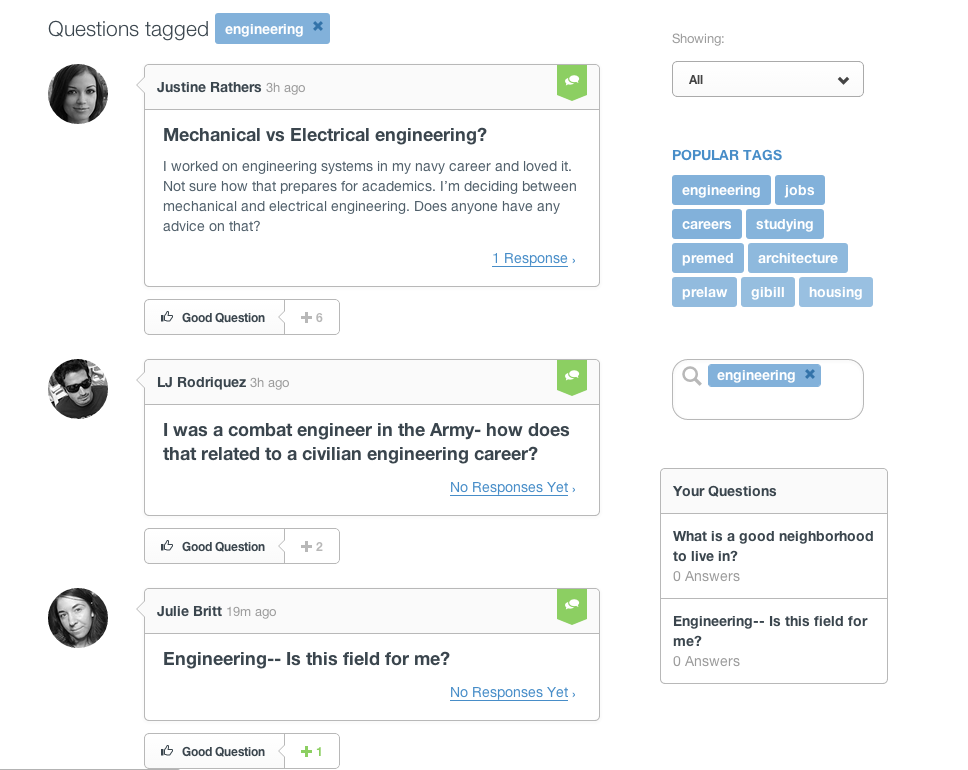 Questions tagged engineering ✖
Justine Rathers 3h ago
Mechanical vs Electrical engineering?
I worked on engineering systems in my navy career and loved it.
Not sure how that prepares for academics. I'm deciding between
mechanical and electrical engineering. Does anyone have any
advice on that?
1 Response ›
Good Question + 6
LJ Rodriquez 3h ago
I was a combat engineer in the Army- how does
that related to a civilian engineering career?
No Responses Yet ›
Good Question + 2
Julie Britt 19m ago
Engineering-- Is this field for me?
No Responses Yet ›
Good Question + 1
Showing:
All
POPULAR TAGS
engineering jobs
careers studying
premed architecture
prelaw gibill housing
engineering ✖
Your Questions
What is a good neighborhood
to live in?
0 Answers
Engineering-- Is this field for
me?
0 Answers